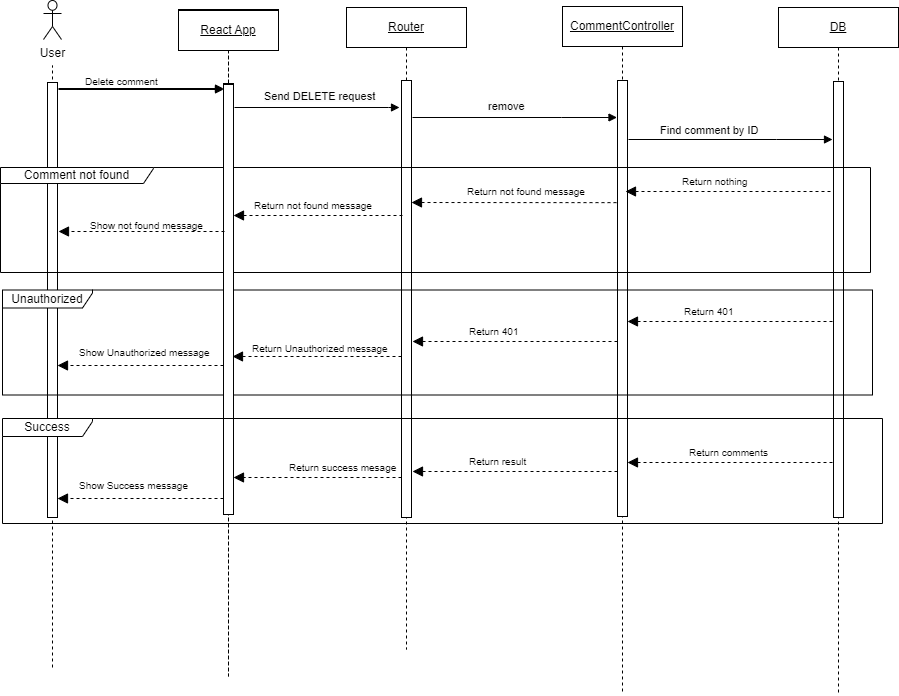 User
React App
Router
CommentController
DB
Delete comment
Send DELETE request
remove
Find comment by ID
Comment not found
Return nothing
Return not found message
Return not found message
Show not found message
Unauthorized
Return 401
Return 401
Return Unauthorized message
Show Unauthorized message
Success
Return comments
Return result
Return success mesage
Show Success message